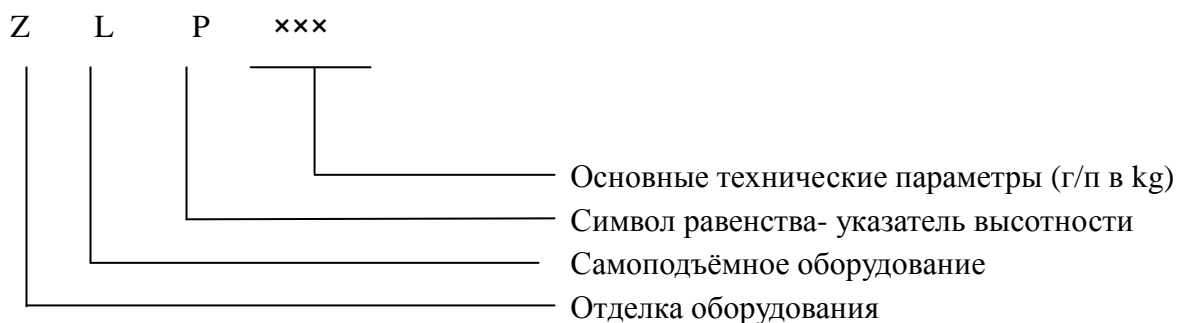 Z L P ×××
Основные технические параметры (г/п в kg)
Символ равенства- указатель высотности
Самоподъёмное оборудование
Отделка оборудования